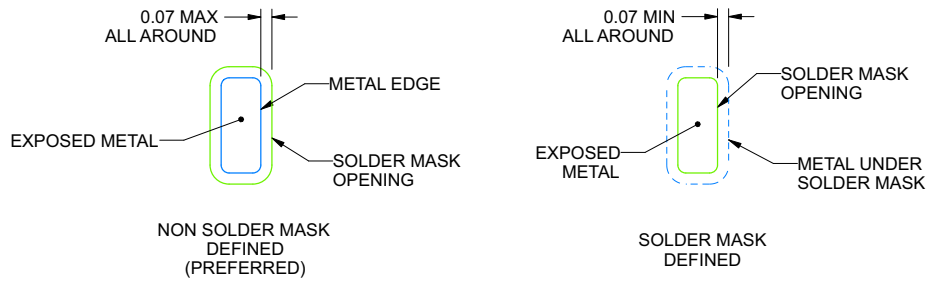 0.07 MAX
ALL AROUND
METAL EDGE
EXPOSED METAL
SOLDER MASK
OPENING
NON SOLDER MASK
DEFINED
(PREFERRED)
0.07 MIN
ALL AROUND
SOLDER MASK
OPENING
EXPOSED
METAL
METAL UNDER
SOLDER MASK
SOLDER MASK
DEFINED